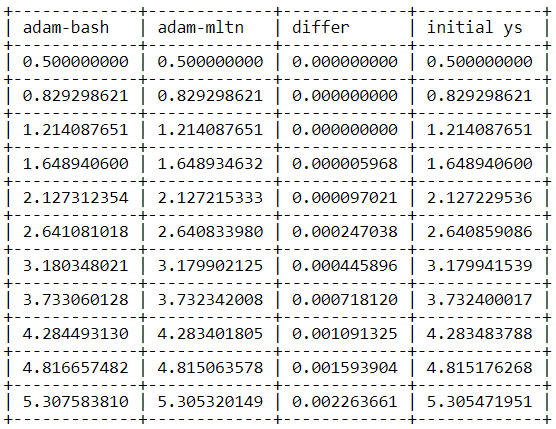 adam-bash adam-mltn differ initial ys
0.500000000 0.500000000 0.000000000 0.500000000
0.829298621 0.829298621 0.000000000 0.829298621
1.214087651 1.214087651 0.000000000 1.214087651
1.648940600 1.648934632 0.000005968 1.648940600
2.127312354 2.127215333 0.000097021 2.127229536
2.641081018 2.640833980 0.000247038 2.640859086
3.180348021 3.179902125 0.000445896 3.179941539
3.733060128 3.732342008 0.000718120 3.732400017
4.284493130 4.283401805 0.001091325 4.283483788
4.816657482 4.815063578 0.001593904 4.815176268
5.307583810 5.305320149 0.002263661 5.305471951